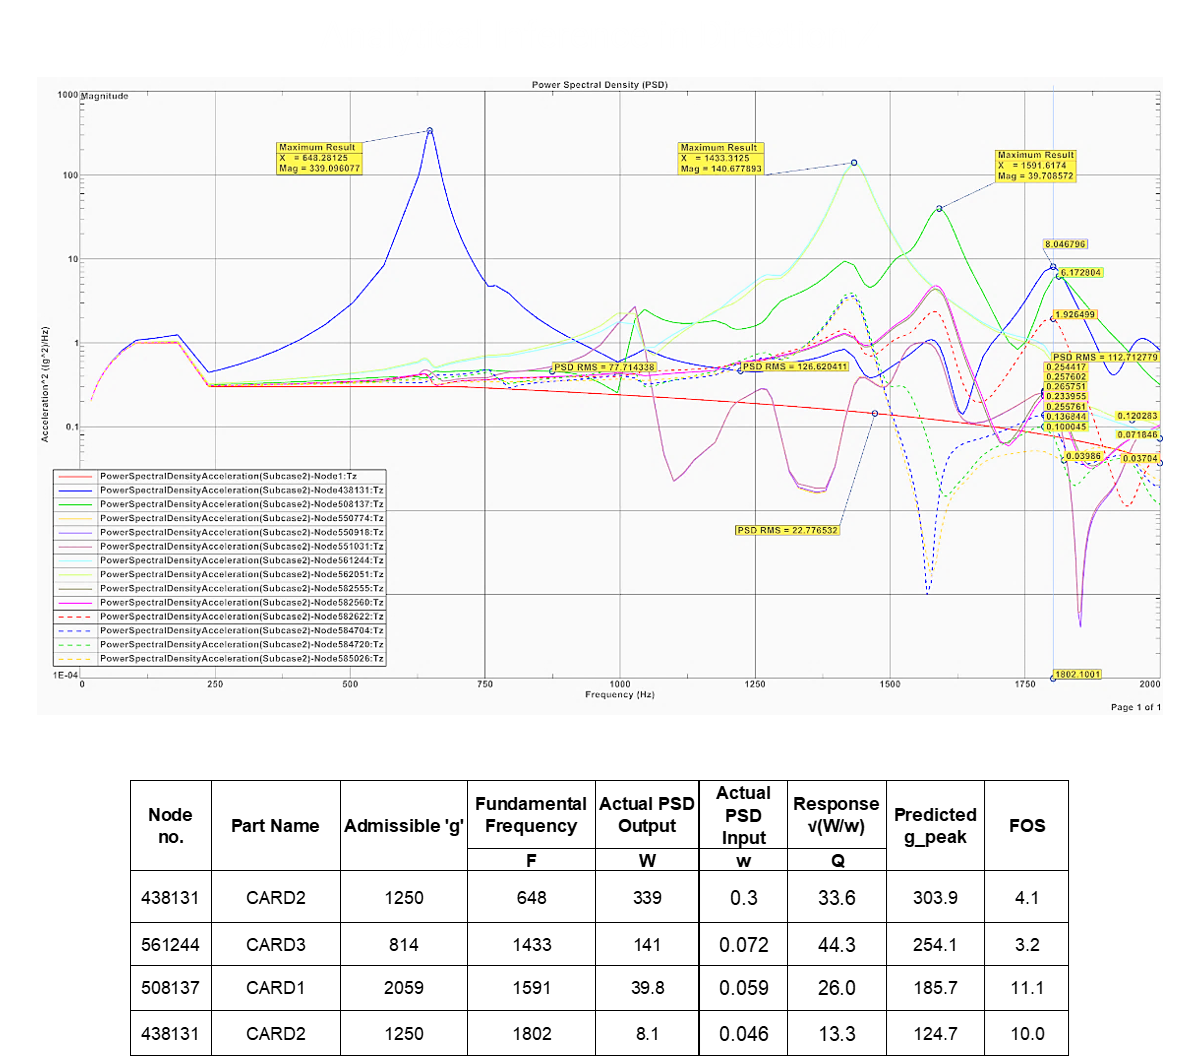 Power Spectral Density (PSD)
1000 Magnitude
Maximum Result
X = 648.28125
Mag = 339.096077
Maximum Result
X = 1433.3125
Mag = 140.677893
Maximum Result
X = 1591.6174
Mag = 39.708572
100
8.046796
10
6.172804
1.926499
1
PSD RMS = 77.714338
PSD RMS = 126.620411
PSD RMS = 112.712779
0.254417
0.257602
0.265751
0.233955
0.255761
0.136844
0.100045
0.120283
0.071846
0.1
0.03986
0.03704
Acceleration^2 ((g^2)/Hz)
PSD RMS = 22.776532
PowerSpectralDensityAcceleration(Subcase2)-Node1:Tz
PowerSpectralDensityAcceleration(Subcase2)-Node438131:Tz
PowerSpectralDensityAcceleration(Subcase2)-Node508137:Tz
PowerSpectralDensityAcceleration(Subcase2)-Node550774:Tz
PowerSpectralDensityAcceleration(Subcase2)-Node550918:Tz
PowerSpectralDensityAcceleration(Subcase2)-Node551031:Tz
PowerSpectralDensityAcceleration(Subcase2)-Node561244:Tz
PowerSpectralDensityAcceleration(Subcase2)-Node562051:Tz
PowerSpectralDensityAcceleration(Subcase2)-Node582555:Tz
PowerSpectralDensityAcceleration(Subcase2)-Node582560:Tz
PowerSpectralDensityAcceleration(Subcase2)-Node582622:Tz
PowerSpectralDensityAcceleration(Subcase2)-Node584704:Tz
PowerSpectralDensityAcceleration(Subcase2)-Node584720:Tz
PowerSpectralDensityAcceleration(Subcase2)-Node585026:Tz
1E-04
1802.1001
0 250 500 750 1000 1250 1500 1750 2000
Frequency (Hz)
Page 1 of 1
Node no. Part Name Admissible 'g' Fundamental Frequency Actual PSD Output Actual PSD Input Response √(W/w) Predicted g_peak FOS
F W w Q
438131 CARD2 1250 648 339 0.3 33.6 303.9 4.1
561244 CARD3 814 1433 141 0.072 44.3 254.1 3.2
508137 CARD1 2059 1591 39.8 0.059 26.0 185.7 11.1
438131 CARD2 1250 1802 8.1 0.046 13.3 124.7 10.0